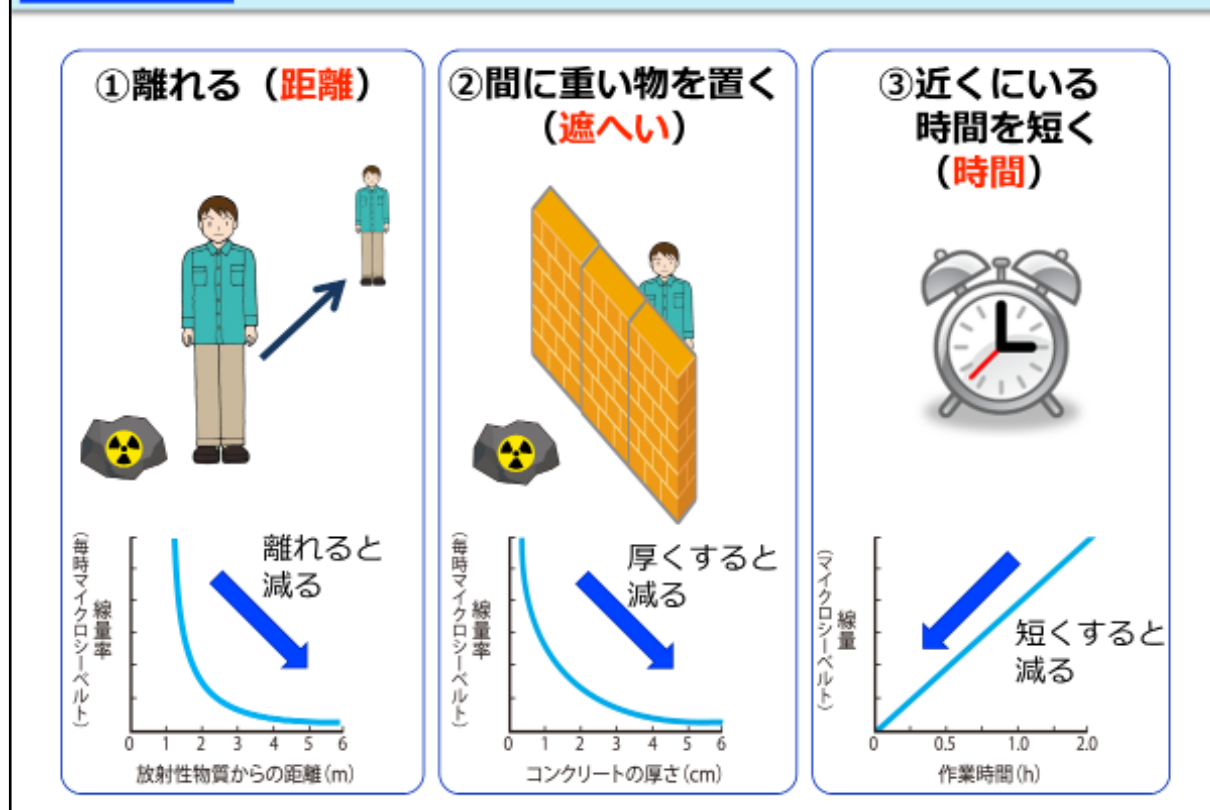 ①離れる（距離）
②間に重い物を置く
（遮へい）
③近くにいる
時間を短く
（時間）
線量率
（毎時マイクロシーベルト）
離れると
減る
0 1 2 3 4 5 6
放射性物質からの距離（m）
線量率
（毎時マイクロシーベルト）
厚くすると
減る
0 1 2 3 4 5 6
コンクリートの厚さ（cm）
線量
（マイクロシーベルト）
短くすると
減る
0 0.5 1.0 2.0
作業時間（h）